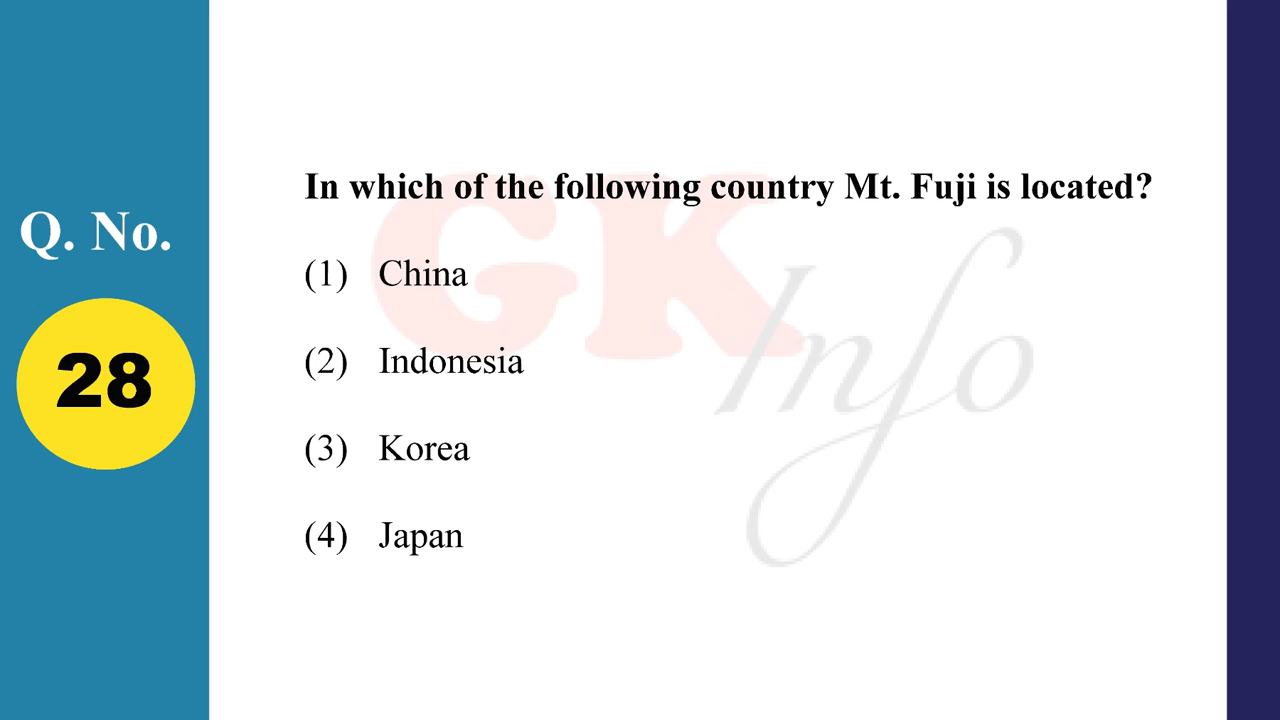 Q. No.
28
In which of the following country Mt. Fuji is located?
(1) China
(2) Indonesia
(3) Korea
(4) Japan
GK
Info